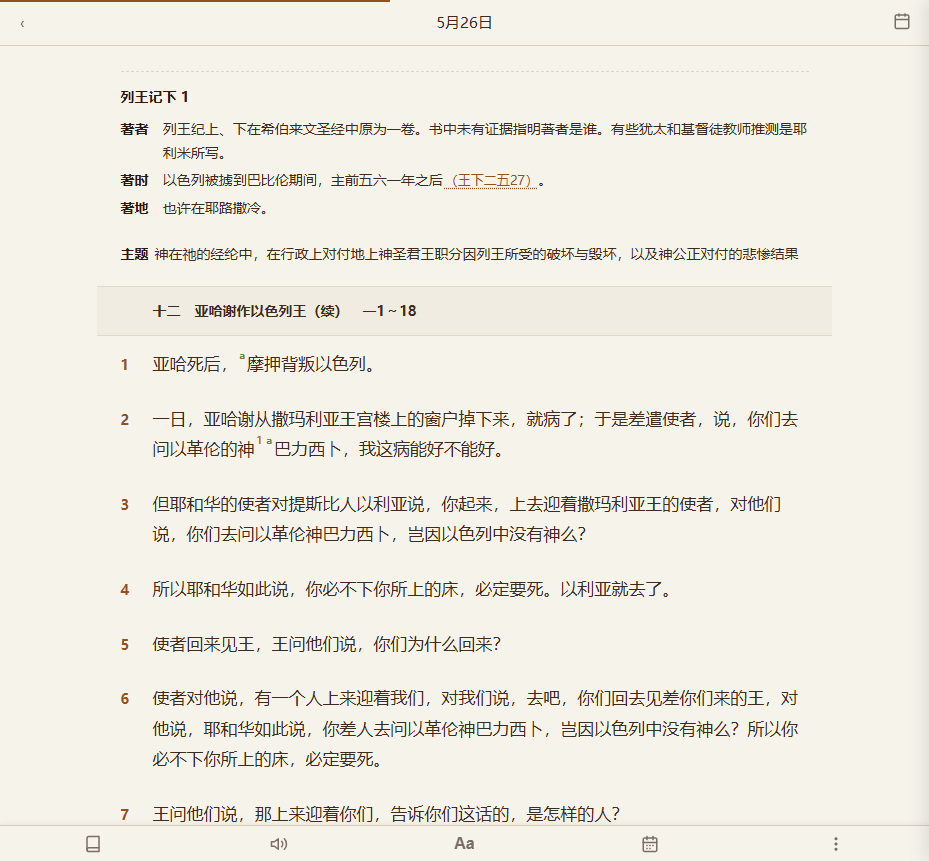 ‹
5月26日
列王记下 1
著者 列王纪上、下在希伯来文圣经中原为一卷。书中未有证据指明著者是谁。有些犹太和基督徒教师推测是耶
利米所写。
著时 以色列被掳到巴比伦期间，主前五六一年之后（王下二五27）。
著地 也许在耶路撒冷。
主题 神在祂的经纶中，在行政上对付地上神圣君王职分因列王所受的破坏与毁坏，以及神公正对付的悲惨结果
十二 亚哈谢作以色列王（续） 一1～18
1 亚哈死后，a摩押背叛以色列。
2 一日，亚哈谢从撒玛利亚王宫楼上的窗户掉下来，就病了；于是差遣使者，说，你们去
问以革伦的神1 a巴力西卜，我这病能好不能好。
3 但耶和华的使者对提斯比人以利亚说，你起来，上去迎着撒玛利亚王的使者，对他们
说，你们去问以革伦神巴力西卜，岂因以色列中没有神么？
4 所以耶和华如此说，你必不下你所上的床，必定要死。以利亚就去了。
5 使者回来见王，王问他们说，你们为什么回来？
6 使者对他说，有一个人上来迎着我们，对我们说，去吧，你们回去见差你们来的王，对
他说，耶和华如此说，你差人去问以革伦神巴力西卜，岂因以色列中没有神么？所以你
必不下你所上的床，必定要死。
7 王问他们说，那上来迎着你们，告诉你们这话的，是怎样的人？
Aa